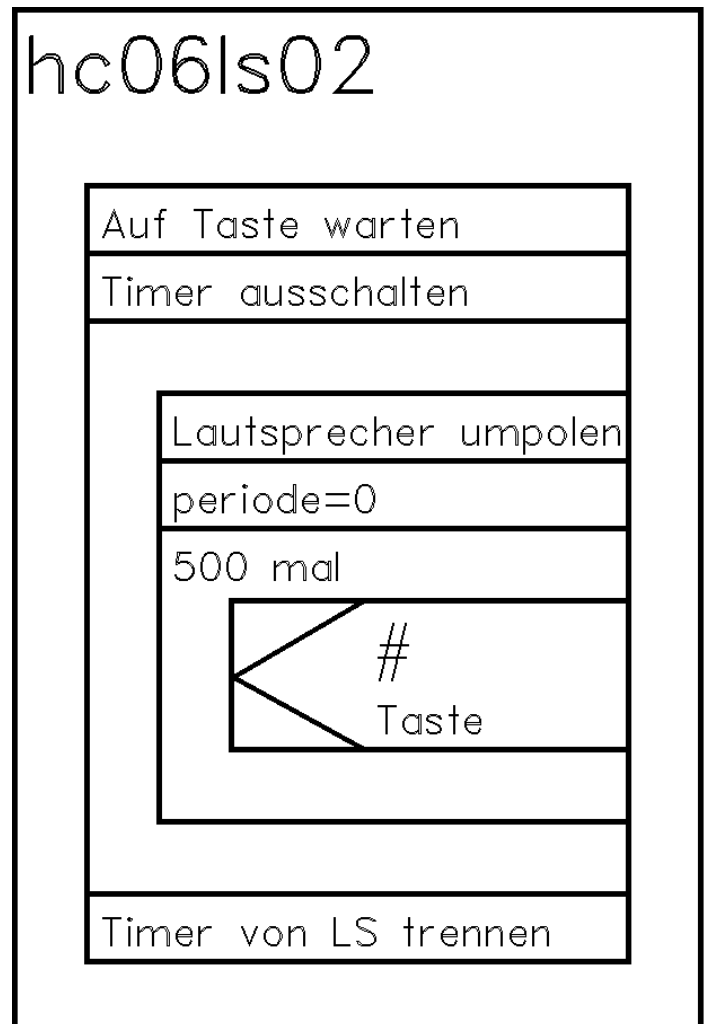 hc06ls02
Auf Taste warten
Timer ausschalten
Lautsprecher umpolen
periode=0
500 mal
#
Taste
Timer von LS trennen